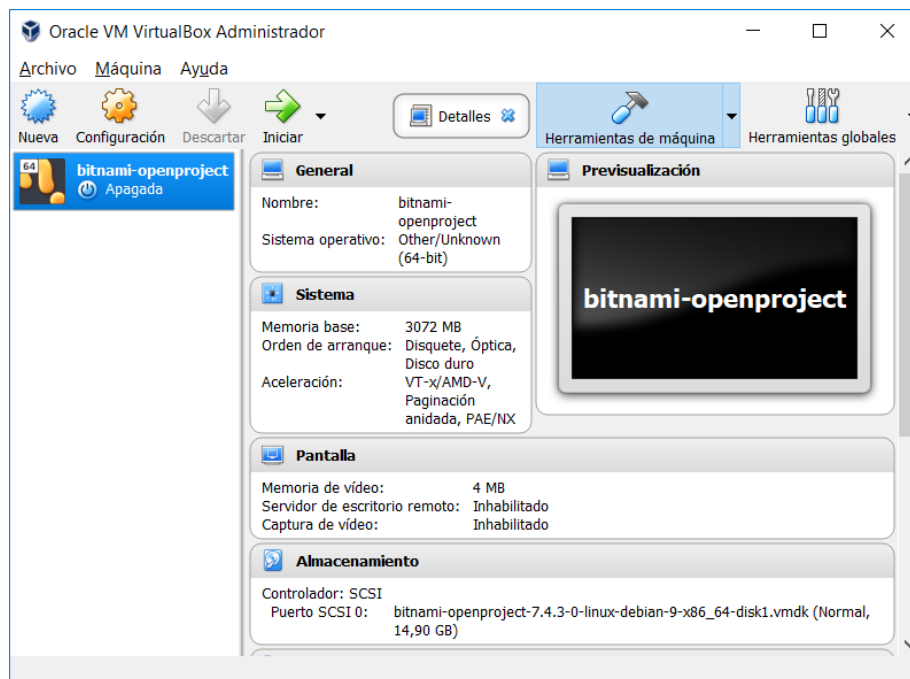 Oracle VM VirtualBox Administrador
Archivo Máquina Ayuda
Nueva Configuración Descartar Iniciar Detalles Herramientas de máquina Herramientas globales
64
bitnami-openproject
Apagada
General
Nombre: bitnami-
openproject
Sistema operativo: Other/Unknown
(64-bit)
Previsualización
bitnami-openproject
Sistema
Memoria base: 3072 MB
Orden de arranque: Disquete, Óptica,
Disco duro
Aceleración: VT-x/AMD-V,
Paginación
anidada, PAE/NX
Pantalla
Memoria de vídeo: 4 MB
Servidor de escritorio remoto: Inhabilitado
Captura de vídeo: Inhabilitado
Almacenamiento
Controlador: SCSI
Puerto SCSI 0: bitnami-openproject-7.4.3-0-linux-debian-9-x86_64-disk1.vmdk (Normal,
14,90 GB)